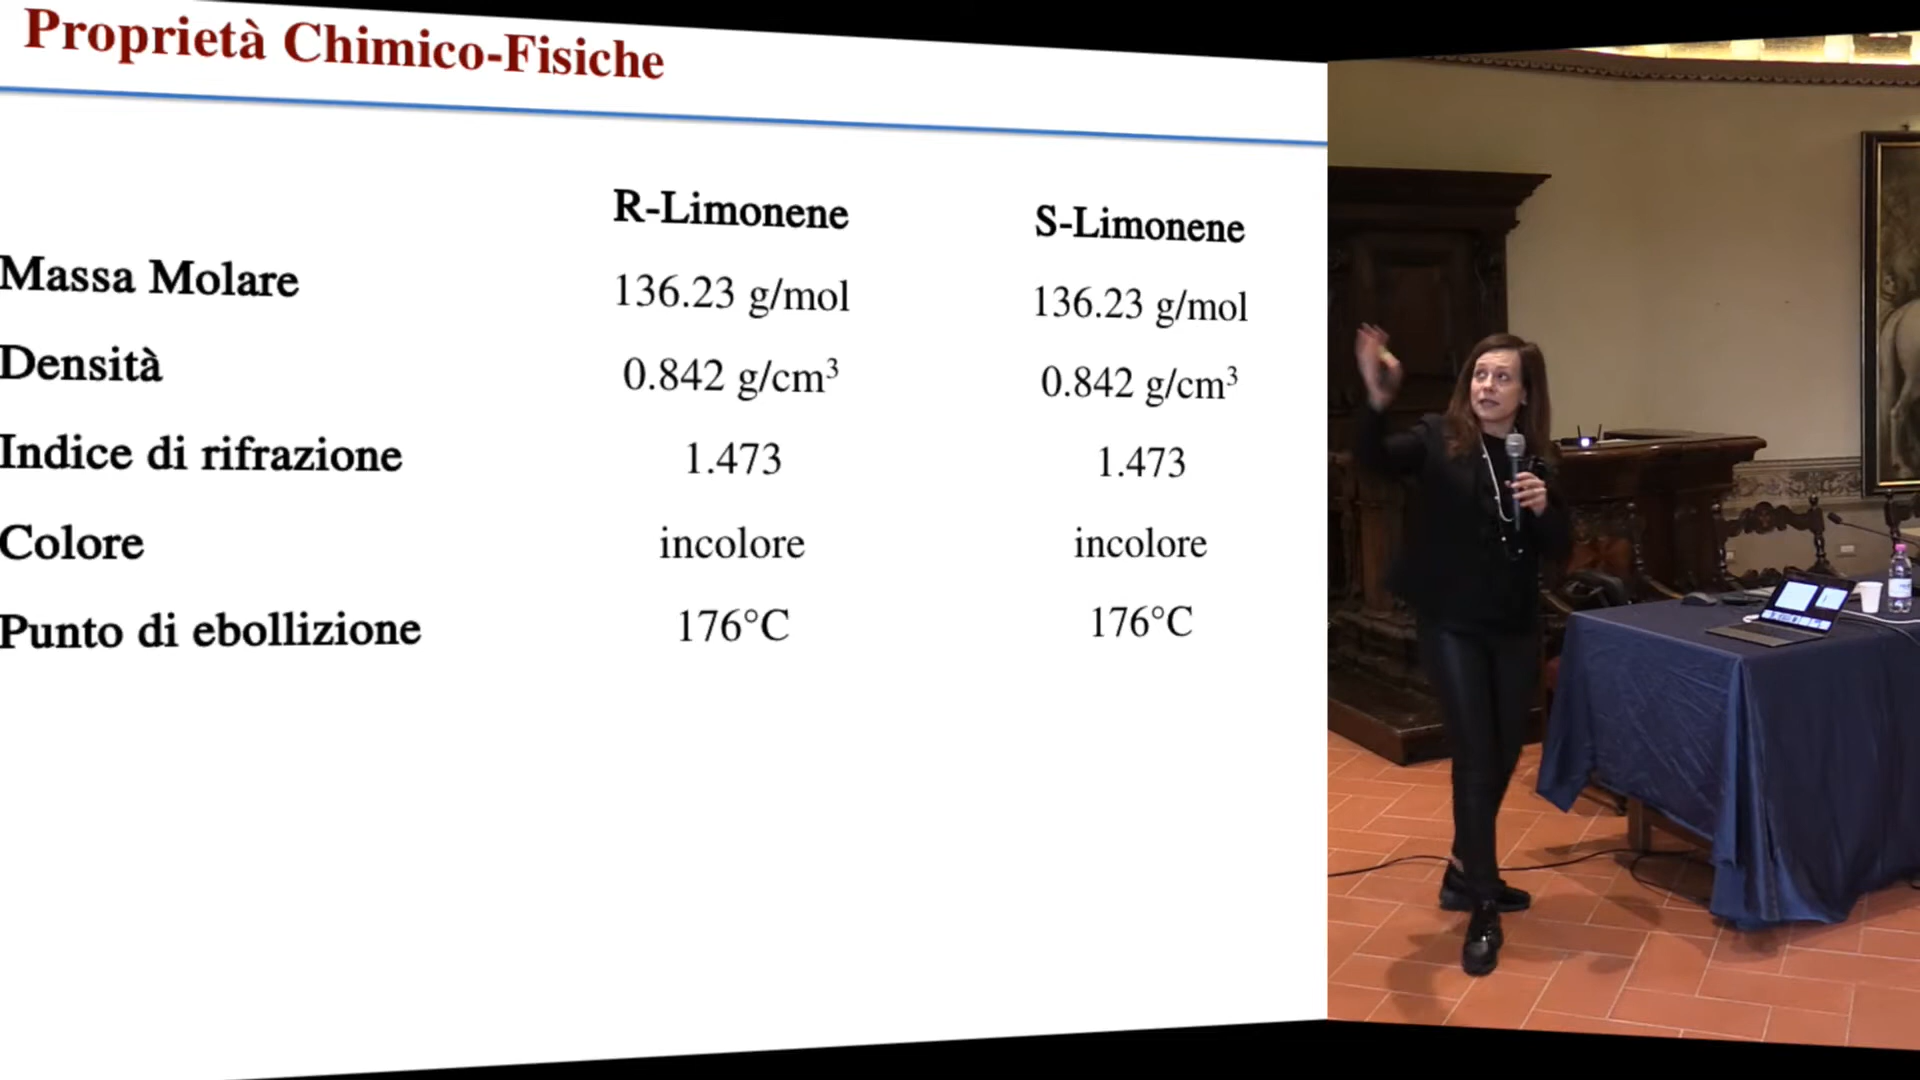 Proprietà Chimico-Fisiche
R-Limonene S-Limonene
Massa Molare 136.23 g/mol 136.23 g/mol
Densità 0.842 g/cm³ 0.842 g/cm³
Indice di rifrazione 1.473 1.473
Colore incolore incolore
Punto di ebollizione 176°C 176°C